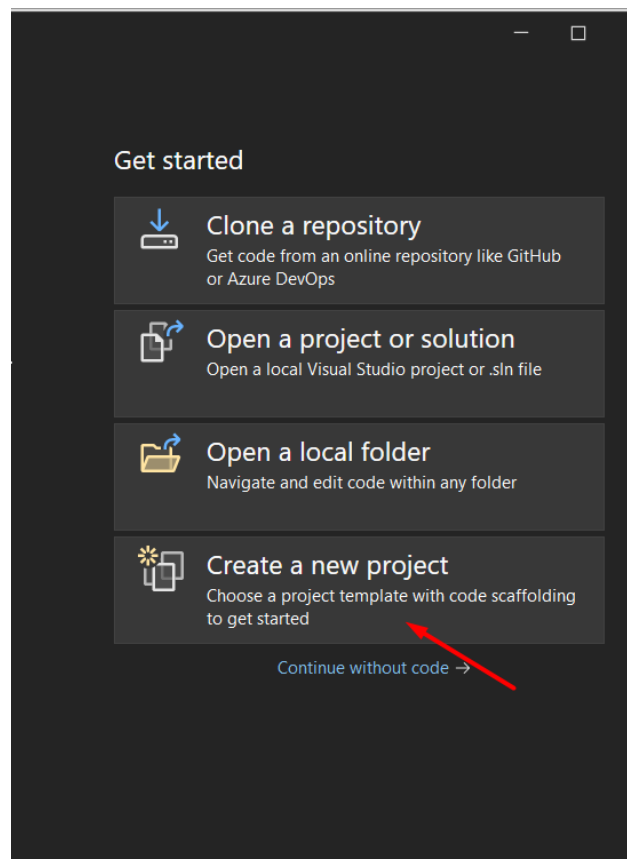 Get started
Clone a repository
Get code from an online repository like GitHub
or Azure DevOps
Open a project or solution
Open a local Visual Studio project or .sln file
Open a local folder
Navigate and edit code within any folder
Create a new project
Choose a project template with code scaffolding
to get started
Continue without code →